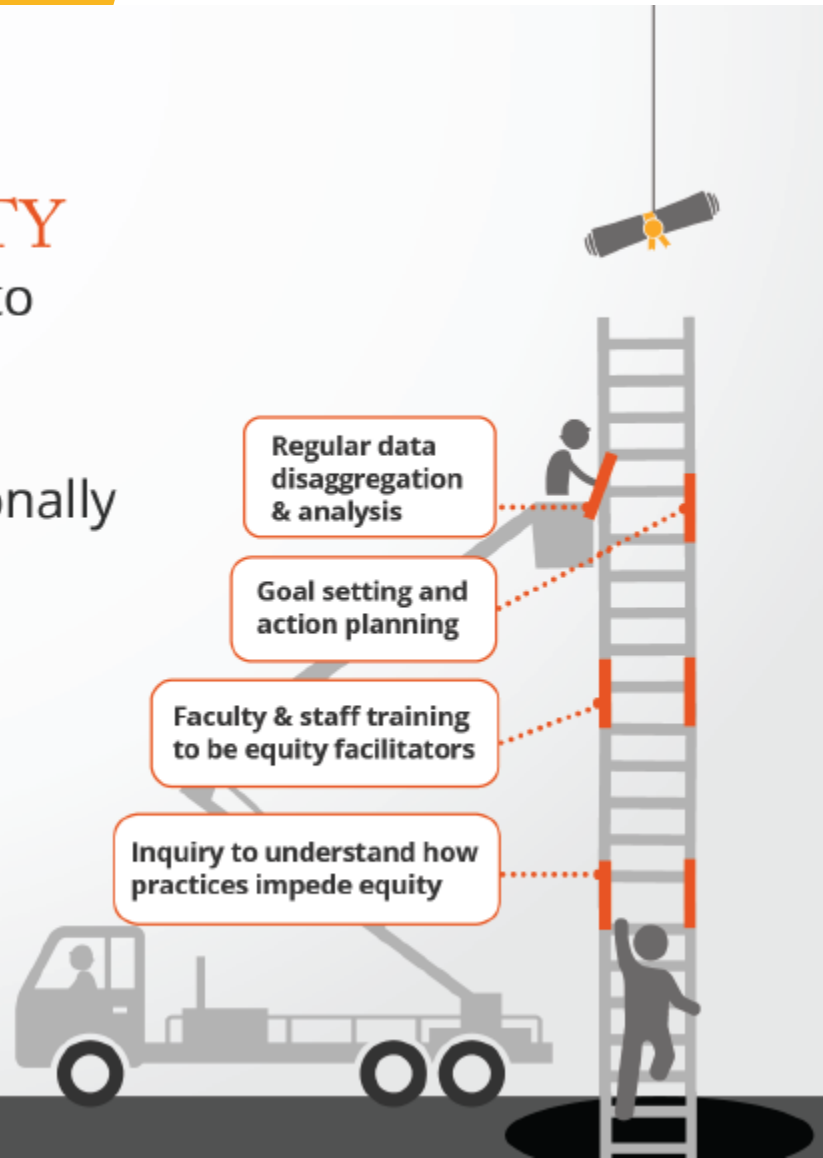 TY
to
onally
Regular data
disaggregation
& analysis
Goal setting and
action planning
Faculty & staff training
to be equity facilitators
Inquiry to understand how
practices impede equity